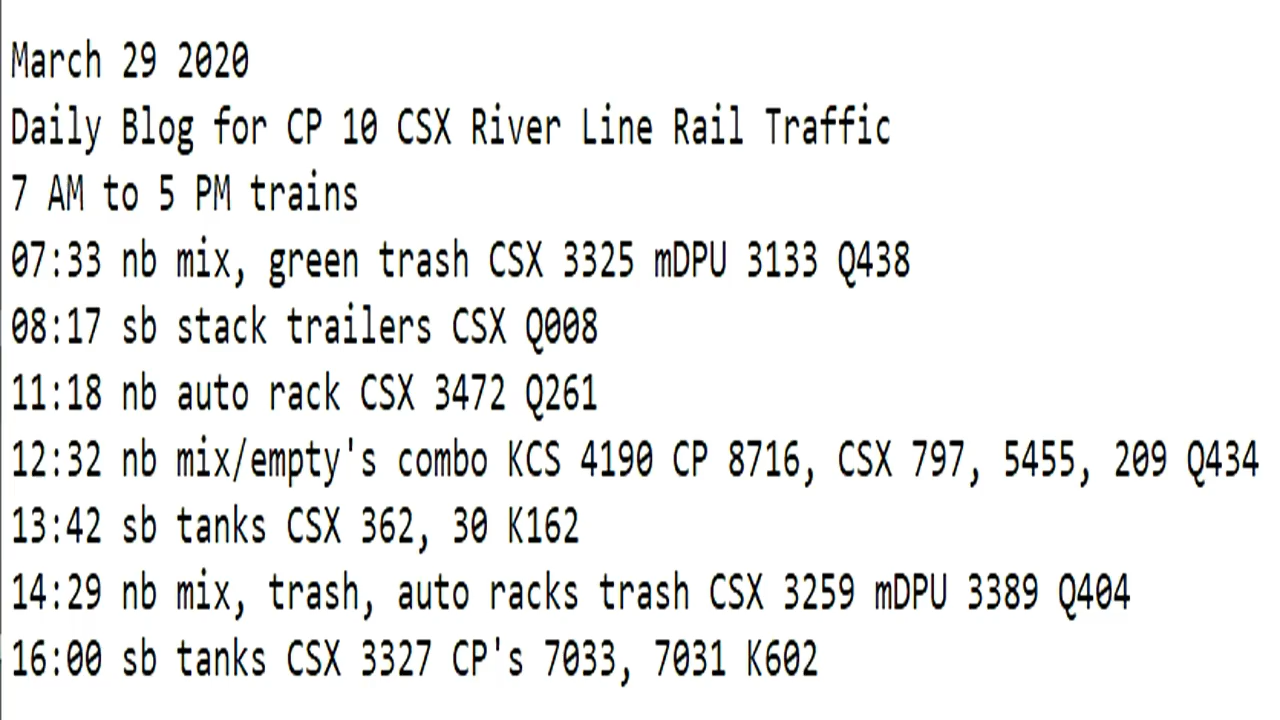 March 29 2020
Daily Blog for CP 10 CSX River Line Rail Traffic
7 AM to 5 PM trains
07:33 nb mix, green trash CSX 3325 mDPU 3133 Q438
08:17 sb stack trailers CSX Q008
11:18 nb auto rack CSX 3472 Q261
12:32 nb mix/empty's combo KCS 4190 CP 8716, CSX 797, 5455, 209 Q434
13:42 sb tanks CSX 362, 30 K162
14:29 nb mix, trash, auto racks trash CSX 3259 mDPU 3389 Q404
16:00 sb tanks CSX 3327 CP's 7033, 7031 K602